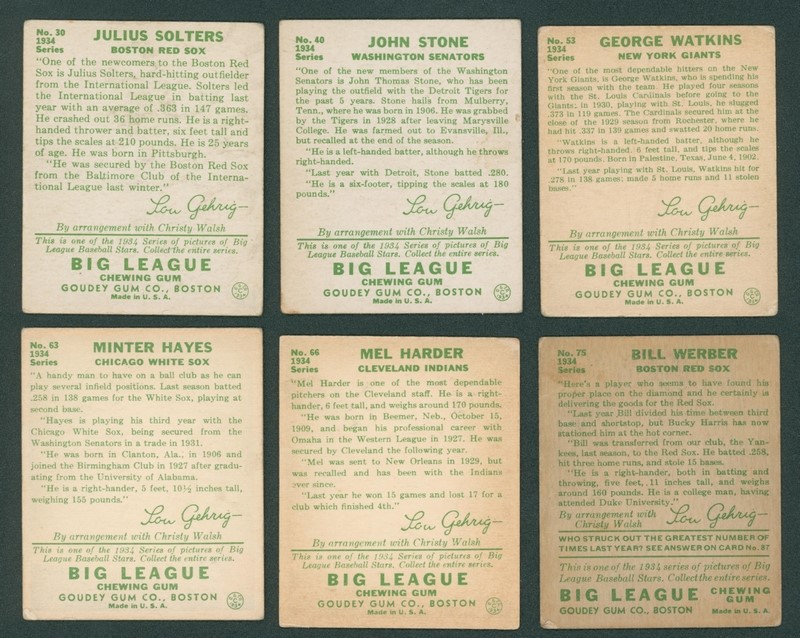 No. 30
1934
Series
JULIUS SOLTERS
BOSTON RED SOX
"One of the newcomers to the Boston Red
Sox is Julius Solters, hard-hitting outfielder
from the International League. Solters led
the International League in batting last
year with an average of .363 in 147 games.
He crashed out 36 home runs. He is a right-
handed thrower and batter, six feet tall and
tips the scales at 210 pounds. He is 25 years
of age. He was born in Pittsburgh.
"He was secured by the Boston Red Sox
from the Baltimore Club of the Interna-
tional League last winter."
Lou Gehrig
By arrangement with Christy Walsh
This is one of the 1934 Series of pictures of Big
League Baseball Stars. Collect the entire series.
BIG LEAGUE
CHEWING GUM
GOUDEY GUM CO., BOSTON
Made in U. S. A.
No. 40
1934
Series
JOHN STONE
WASHINGTON SENATORS
"One of the new members of the Washington
Senators is John Thomas Stone, who has been
playing the outfield with the Detroit Tigers for
the past 5 years. Stone hails from Mulberry,
Tenn., where he was born in 1906. He was grabbed
by the Tigers in 1928 after leaving Maryville
College. He was farmed out to Evansville, Ill.,
but recalled at the end of the season.
"He is a left-handed batter, although he throws
right-handed.
"Last year with Detroit, Stone batted .280.
"He is a six-footer, tipping the scales at 180
pounds."
Lou Gehrig
By arrangement with Christy Walsh
This is one of the 1934 Series of pictures of Big
League Baseball Stars. Collect the entire series.
BIG LEAGUE
CHEWING GUM
GOUDEY GUM CO., BOSTON
Made in U. S. A.
No. 53
1934
Series
GEORGE WATKINS
NEW YORK GIANTS
"One of the most dependable hitters on the New
York Giants, is George Watkins, who is spending his
first season with the team. He played four seasons
with the St. Louis Cardinals before going to the
Giants; in 1930, playing with St. Louis, he slugged
.373 in 119 games. The Cardinals secured him at the
close of the 1929 season from Rochester, where he
had hit .337 in 139 games and swatted 20 home runs.
"Watkins is a left-handed batter, although he
throws right-handed, 6 feet tall, and tips the scales
at 170 pounds. Born in Palestine, Texas, June 4, 1902.
"Last year playing with St. Louis, Watkins hit for
.278 in 138 games; made 5 home runs and 11 stolen
bases."
Lou Gehrig
By arrangement with Christy Walsh
This is one of the 1934 Series of pictures of Big
League Baseball Stars. Collect the entire series.
BIG LEAGUE
CHEWING GUM
GOUDEY GUM CO., BOSTON
Made in U. S. A.
No. 63
1934
Series
MINTER HAYES
CHICAGO WHITE SOX
"A handy man to have on a ball club as he can
play several infield positions. Last season batted
.258 in 138 games for the White Sox, playing at
second base.
"Hayes is playing his third year with the
Chicago White Sox, being secured from the
Washington Senators in a trade in 1931.
"He was born in Clanton, Ala., in 1906 and
joined the Birmingham Club in 1927 after gradu-
ating from the University of Alabama.
"He is a right-hander, 5 feet, 10½ inches tall,
weighing 155 pounds."
Lou Gehrig
By arrangement with Christy Walsh
This is one of the 1934 Series of pictures of Big
League Baseball Stars. Collect the entire series.
BIG LEAGUE
CHEWING GUM
GOUDEY GUM CO., BOSTON
Made in U. S. A.
No. 66
1934
Series
MEL HARDER
CLEVELAND INDIANS
"Mel Harder is one of the most dependable
pitchers on the Cleveland staff. He is a right-
hander, 6 feet tall, and weighs around 170 pounds.
"He was born in Beemer, Neb., October 15,
1909, and began his professional career with
Omaha in the Western League in 1927. He was
secured by Cleveland the following year.
"Mel was sent to New Orleans in 1929, but
was recalled and has been with the Indians
ever since.
"Last year he won 15 games and lost 17 for a
club which finished 4th."
Lou Gehrig
By arrangement with Christy Walsh
This is one of the 1934 Series of pictures of Big
League Baseball Stars. Collect the entire series.
BIG LEAGUE
CHEWING GUM
GOUDEY GUM CO., BOSTON
Made in U. S. A.
No. 75
1934
Series
BILL WERBER
BOSTON RED SOX
"Here's a player who seems to have found his
proper place on the diamond and he certainly is
delivering the goods for the Red Sox.
"Last year Bill divided his time between third
base and shortstop, but Bucky Harris has now
stationed him at the hot corner.
"Bill was transferred from our club, the Yan-
kees, last season, to the Red Sox. He batted .258,
hit three home runs, and stole 15 bases.
"He is a right-hander, both in batting and
throwing, five feet, 11 inches tall, and weighs
around 160 pounds. He is a college man, having
attended Duke University."
By arrangement with
Christy Walsh
Lou Gehrig
WHO STRUCK OUT THE GREATEST NUMBER OF
TIMES LAST YEAR? SEE ANSWER ON CARD No. 87
This is one of the 1934 series of pictures of Big
League Baseball Stars. Collect the entire series.
BIG LEAGUE
CHEWING
GUM
GOUDEY GUM CO., BOSTON
Made in U. S. A.